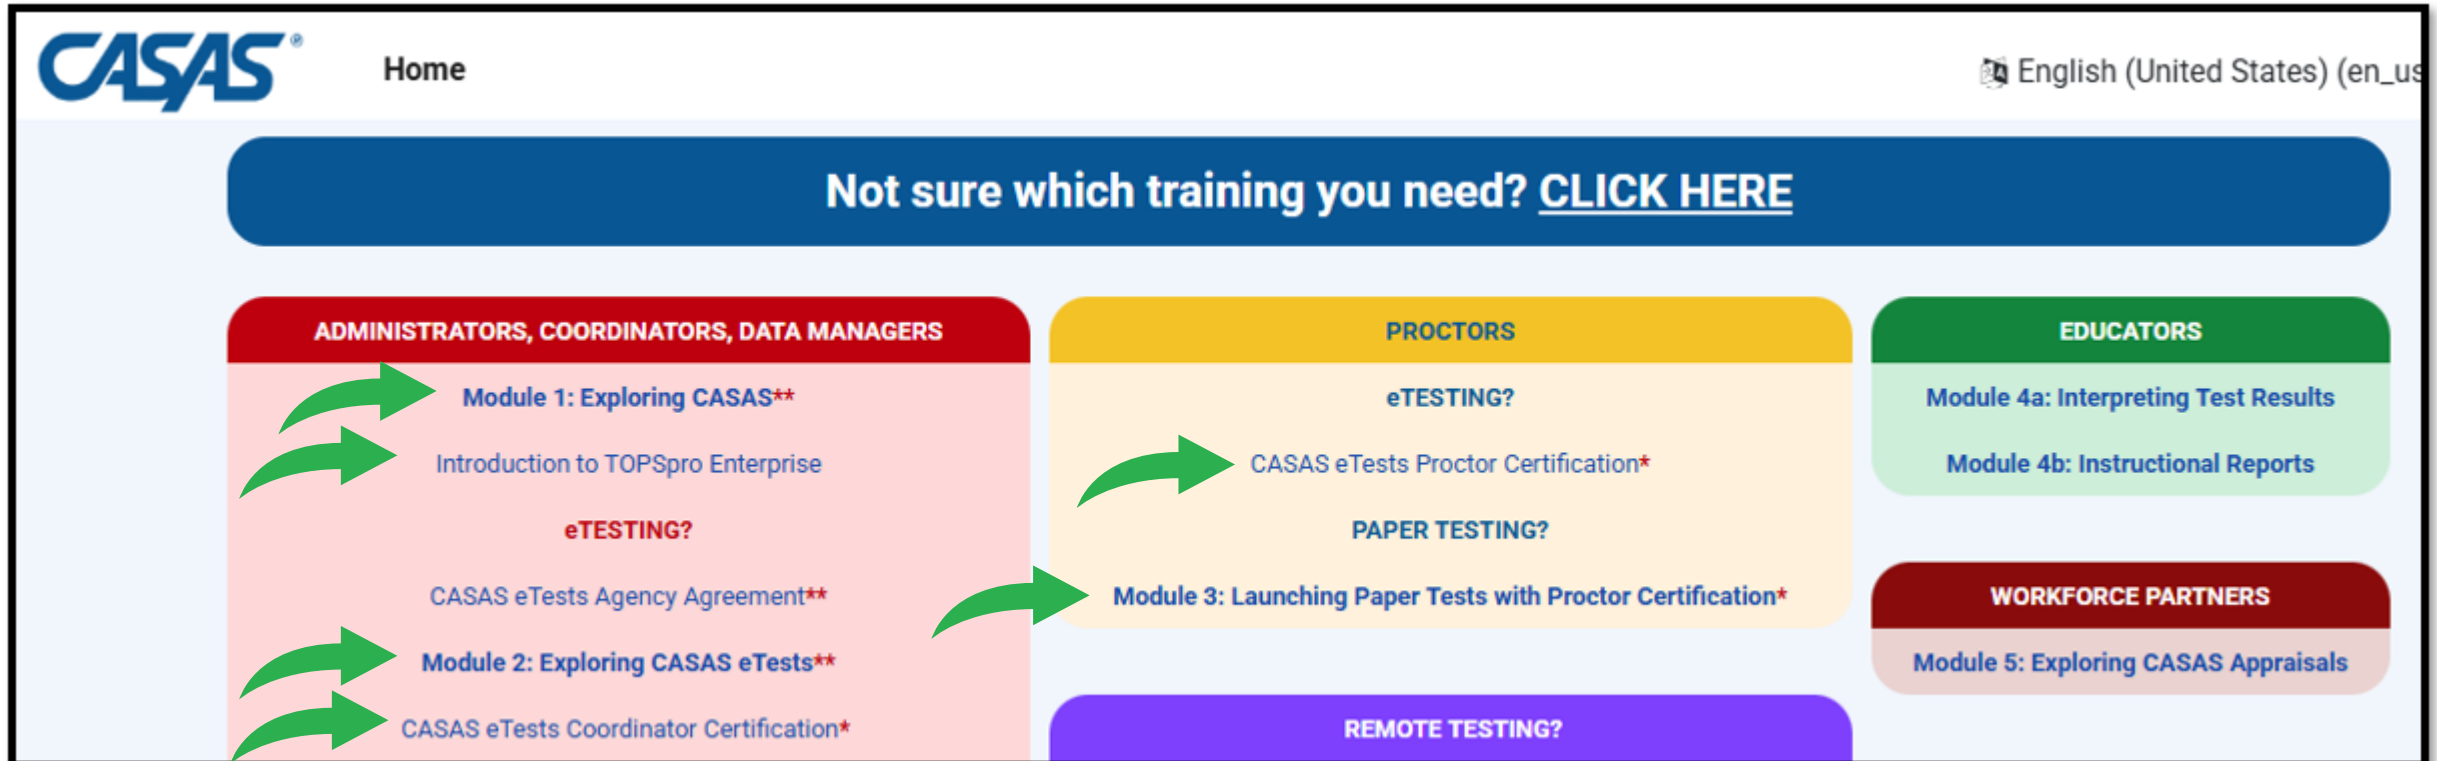 CASAS®
Home
English (United States) (en_us
Not sure which training you need? CLICK HERE
ADMINISTRATORS, COORDINATORS, DATA MANAGERS
Module 1: Exploring CASAS**
Introduction to TOPSpro Enterprise
eTESTING?
CASAS eTests Agency Agreement**
Module 2: Exploring CASAS eTests**
CASAS eTests Coordinator Certification*
PROCTORS
eTESTING?
CASAS eTests Proctor Certification*
PAPER TESTING?
Module 3: Launching Paper Tests with Proctor Certification*
REMOTE TESTING?
EDUCATORS
Module 4a: Interpreting Test Results
Module 4b: Instructional Reports
WORKFORCE PARTNERS
Module 5: Exploring CASAS Appraisals